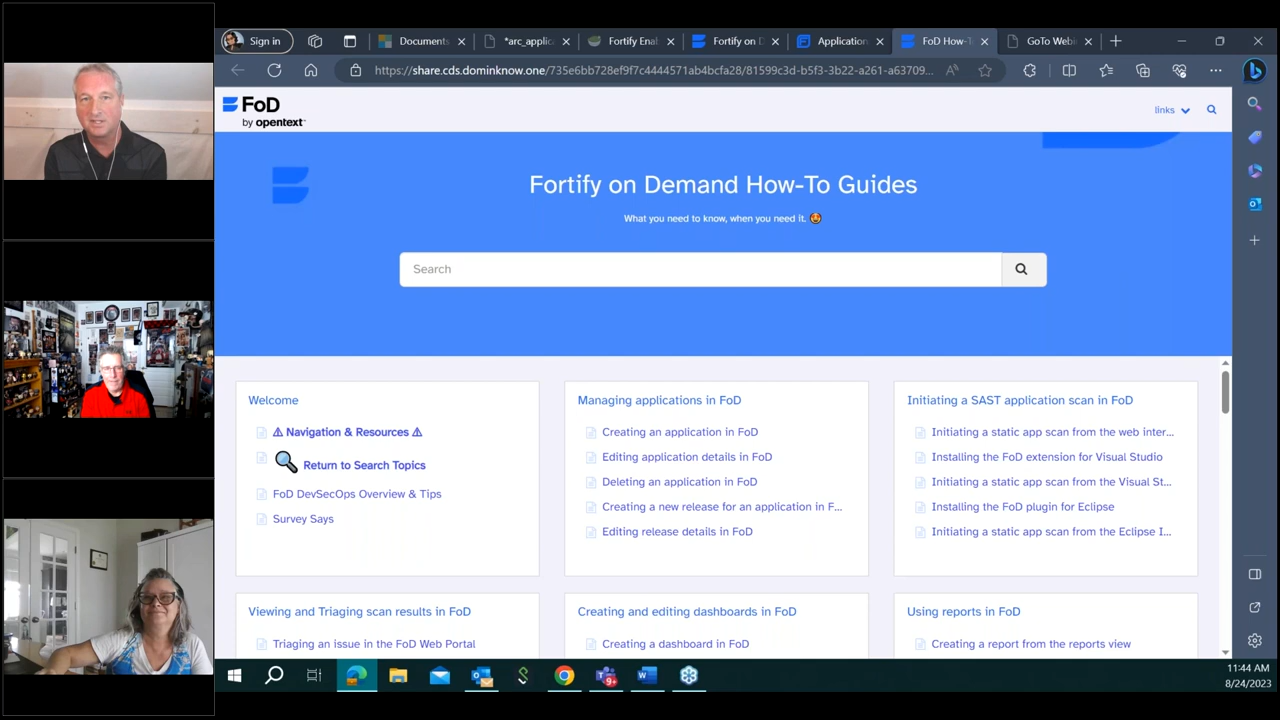 Sign in
Documents
*arc_applic
Fortify Enal
Fortify on D
Application
FoD How-T
GoTo Webi
https://share.cds.dominknow.one/735e6bb728ef9f7c4444571ab4bcfa28/81599c3d-b5f3-3b22-a261-a63709...
FoD
by opentext™
links
Fortify on Demand How-To Guides
What you need to know, when you need it.
Search
Welcome
Navigation & Resources
Return to Search Topics
FoD DevSecOps Overview & Tips
Survey Says
Managing applications in FoD
Creating an application in FoD
Editing application details in FoD
Deleting an application in FoD
Creating a new release for an application in F...
Editing release details in FoD
Initiating a SAST application scan in FoD
Initiating a static app scan from the web inter...
Installing the FoD extension for Visual Studio
Initiating a static app scan from the Visual St...
Installing the FoD plugin for Eclipse
Initiating a static app scan from the Eclipse I...
Viewing and Triaging scan results in FoD
Triaging an issue in the FoD Web Portal
Creating and editing dashboards in FoD
Creating a dashboard in FoD
Using reports in FoD
Creating a report from the reports view
9+
11:44 AM
8/24/2023